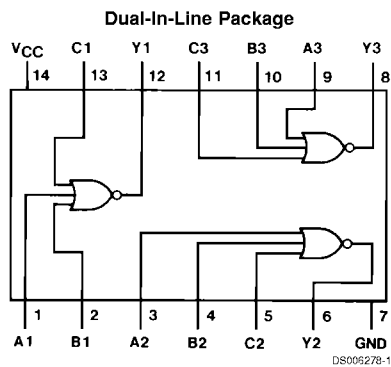 Dual-In-Line Package
VCC C1 Y1 C3 B3 A3 Y3
14 13 12 11 10 9 8
1 2 3 4 5 6 7
A1 B1 A2 B2 C2 Y2 GND
DS006278-1